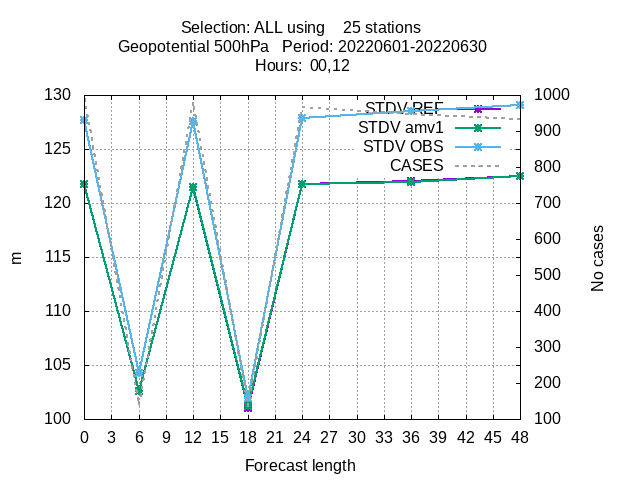 Selection: ALL using 25 stations
Geopotential 500hPa Period: 20220601-20220630
Hours: 00,12
STDV REF
STDV amv1
STDV OBS
CASES
130
125
120
115
110
105
100
m
1000
900
800
700
600
500
400
300
200
100
No cases
0 3 6 9 12 15 18 21 24 27 30 33 36 39 42 45 48
Forecast length